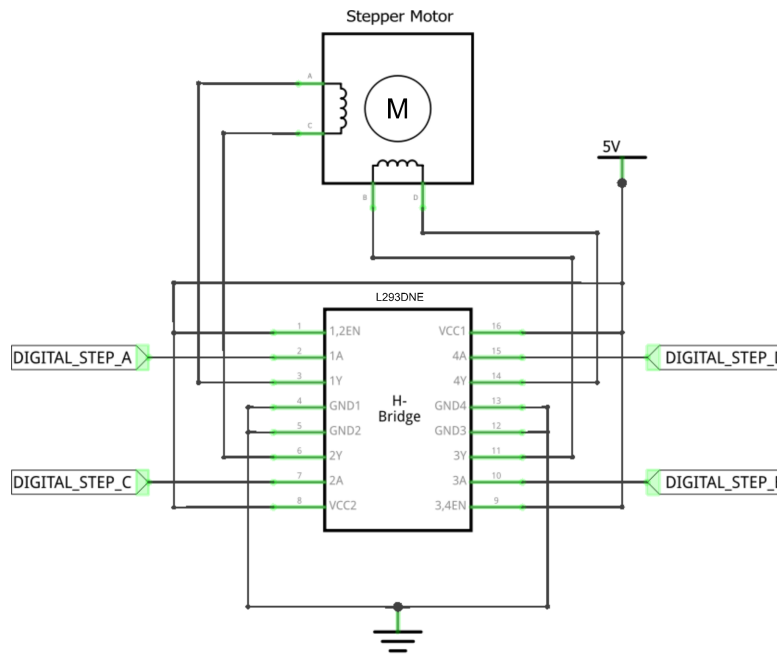 Stepper Motor
A
M
C
5V
B
D
L293DNE
1 1,2EN VCC1 16
DIGITAL_STEP_A 2 1A 4A 15 DIGITAL_STEP_
3 1Y 4Y 14
4 GND1 GND4 13
H-
Bridge
5 GND2 GND3 12
6 2Y 3Y 11
DIGITAL_STEP_C 7 2A 3A 10 DIGITAL_STEP_
8 VCC2 3,4EN 9